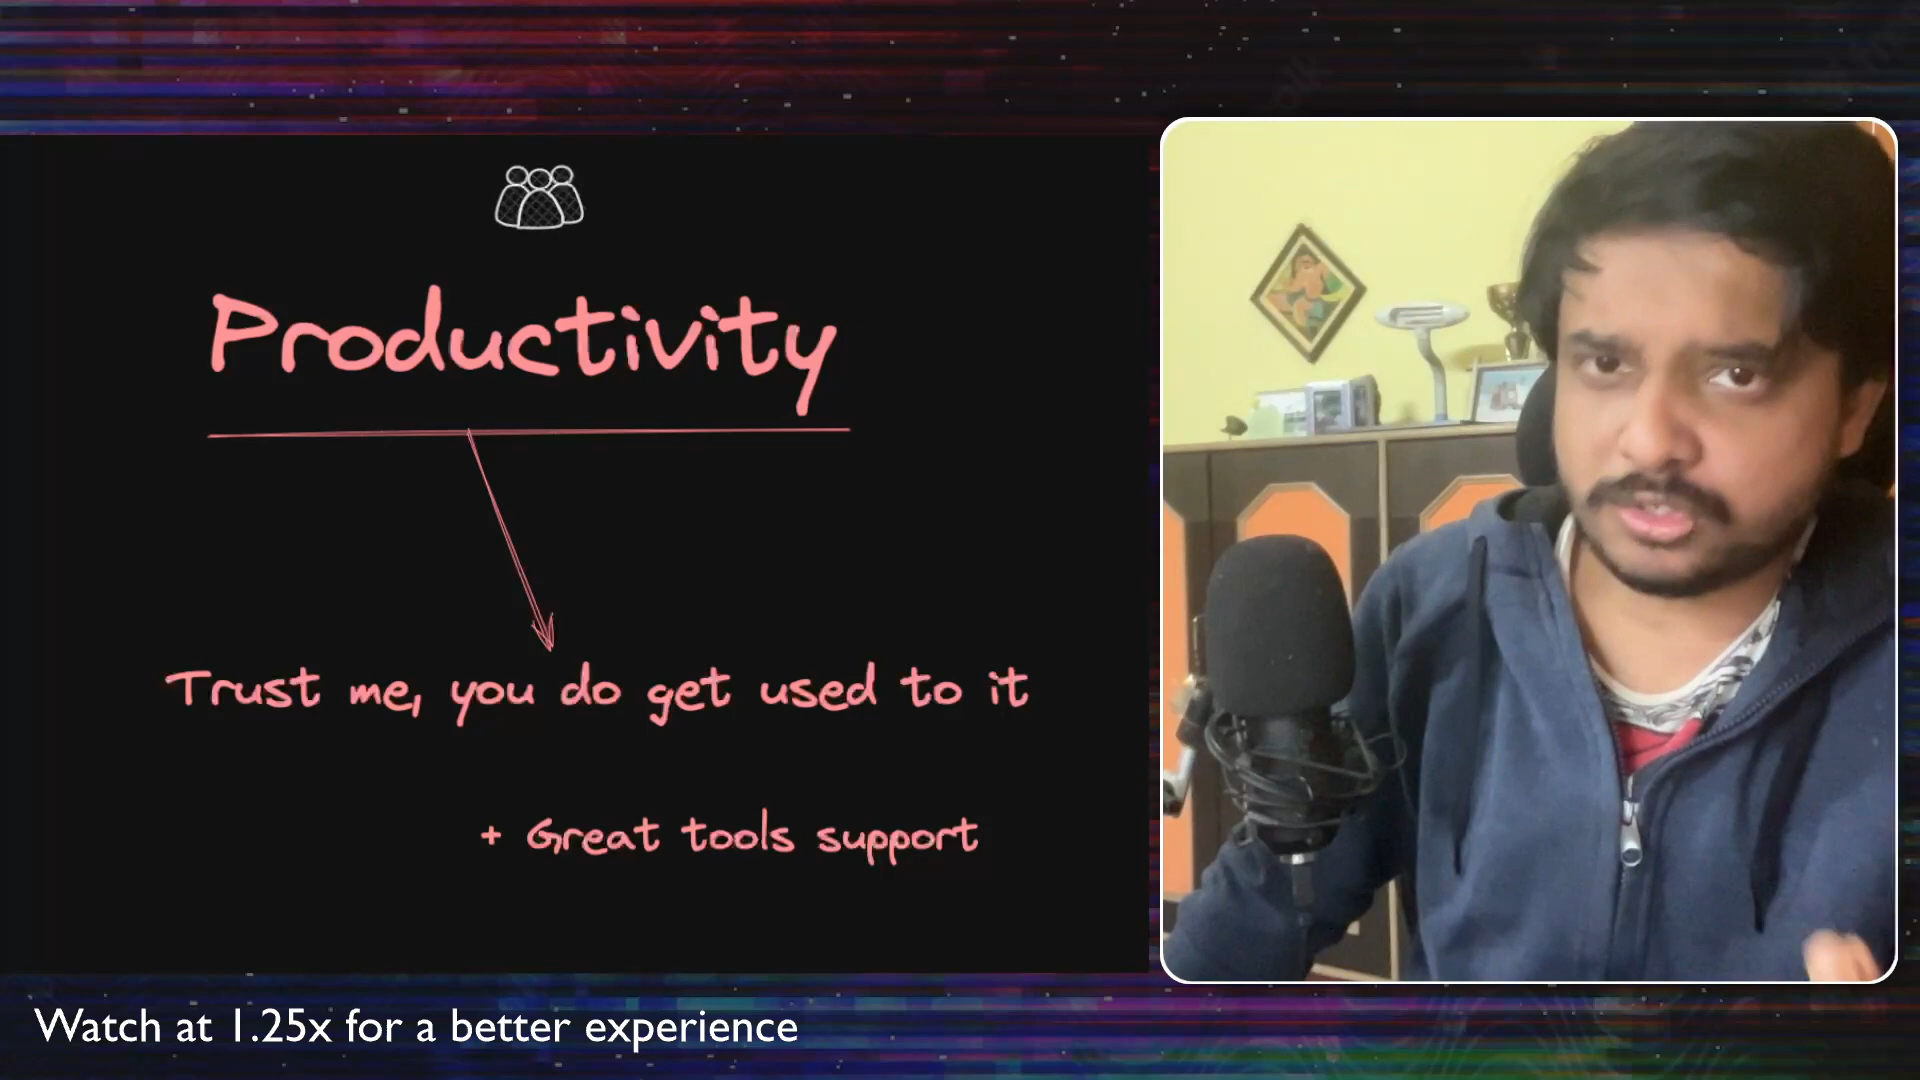 Productivity
Trust me, you do get used to it
+ Great tools support
Watch at 1.25x for a better experience